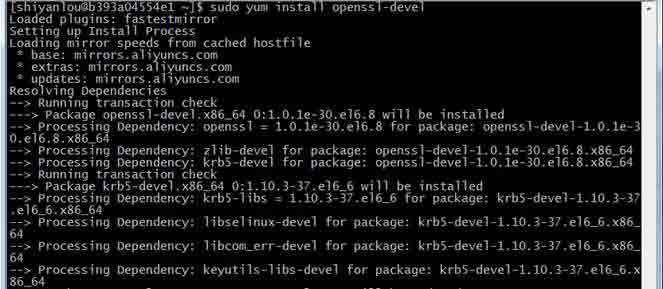 [shiyanlou@b393a04554e1 ~]$ sudo yum install openssl-devel
Loaded plugins: fastestmirror
Setting up Install Process
Loading mirror speeds from cached hostfile
 * base: mirrors.aliyuncs.com
 * extras: mirrors.aliyuncs.com
 * updates: mirrors.aliyuncs.com
Resolving Dependencies
--> Running transaction check
---> Package openssl-devel.x86_64 0:1.0.1e-30.el6.8 will be installed
--> Processing Dependency: openssl = 1.0.1e-30.el6.8 for package: openssl-devel-1.0.1e-3
0.el6.8.x86_64
--> Processing Dependency: zlib-devel for package: openssl-devel-1.0.1e-30.el6.8.x86_64
--> Processing Dependency: krb5-devel for package: openssl-devel-1.0.1e-30.el6.8.x86_64
--> Running transaction check
---> Package krb5-devel.x86_64 0:1.10.3-37.el6_6 will be installed
--> Processing Dependency: krb5-libs = 1.10.3-37.el6_6 for package: krb5-devel-1.10.3-37
.el6_6.x86_64
--> Processing Dependency: libselinux-devel for package: krb5-devel-1.10.3-37.el6_6.x86_
64
--> Processing Dependency: libcom_err-devel for package: krb5-devel-1.10.3-37.el6_6.x86_
64
--> Processing Dependency: keyutils-libs-devel for package: krb5-devel-1.10.3-37.el6_6.x
86_64